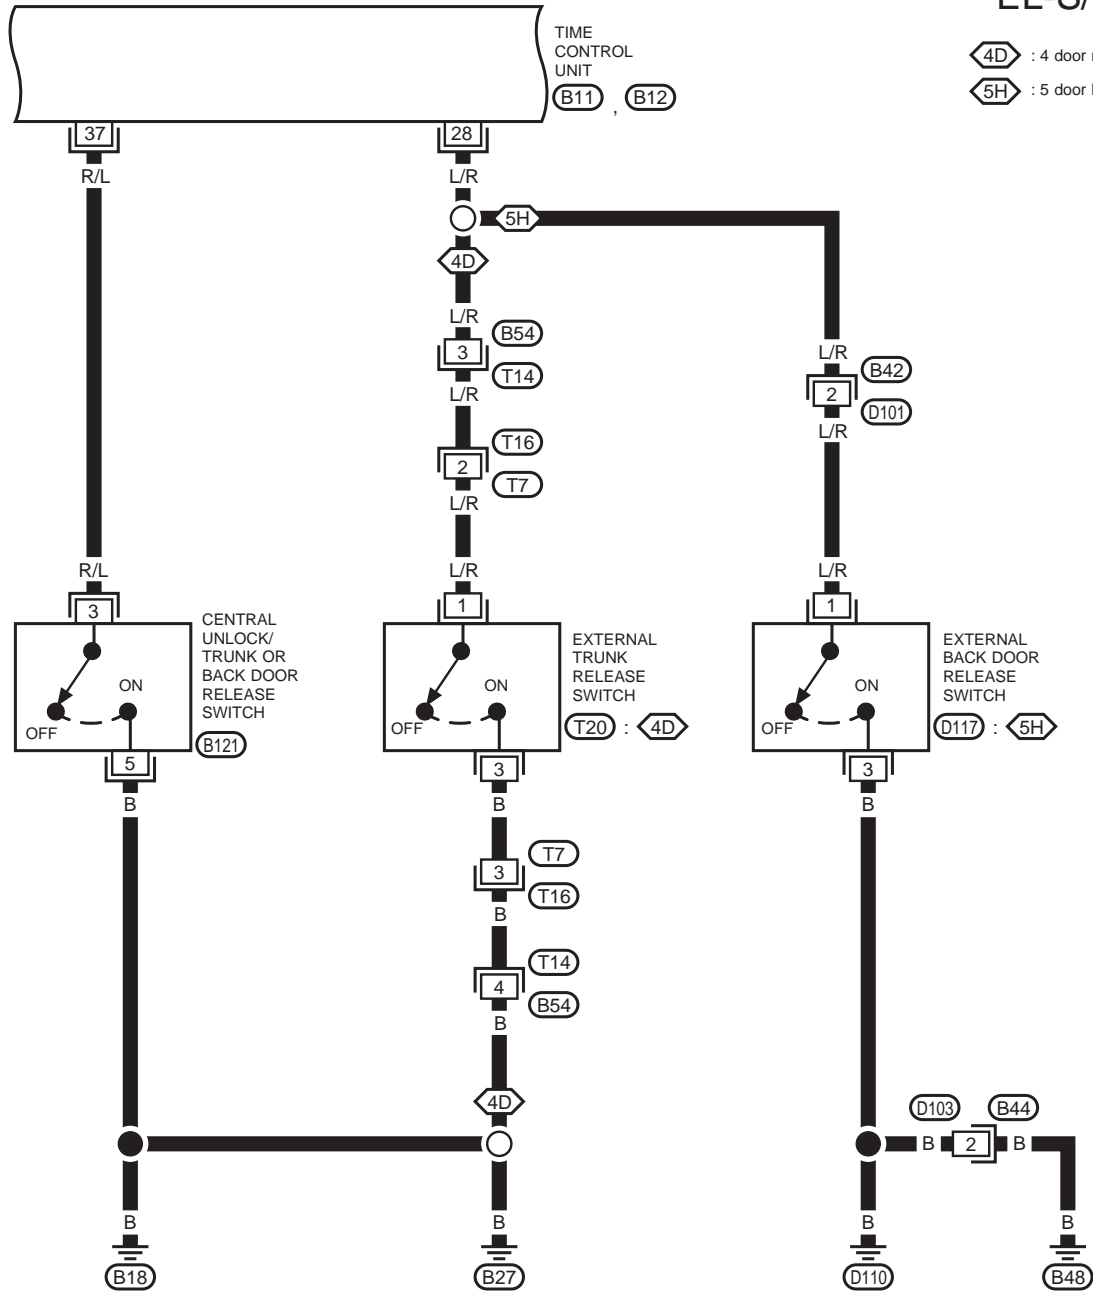 EL-S/
4D : 4 door
5H : 5 door
TIME
CONTROL
UNIT
B11 , B12
37
28
R/L
L/R
5H
4D
L/R
3
B54
T14
L/R
T16
2
T7
L/R
L/R
B42
2
D101
L/R
R/L
L/R
L/R
3
1
1
CENTRAL
UNLOCK/
TRUNK OR
BACK DOOR
RELEASE
SWITCH
B121
ON
OFF
5
EXTERNAL
TRUNK
RELEASE
SWITCH
T20 : 4D
ON
OFF
3
EXTERNAL
BACK DOOR
RELEASE
SWITCH
D117 : 5H
ON
OFF
3
B
B
B
T7
3
T16
B
T14
4
B54
B
4D
D103
B44
B
2
B
B
B
B
B
B18
B27
D110
B48